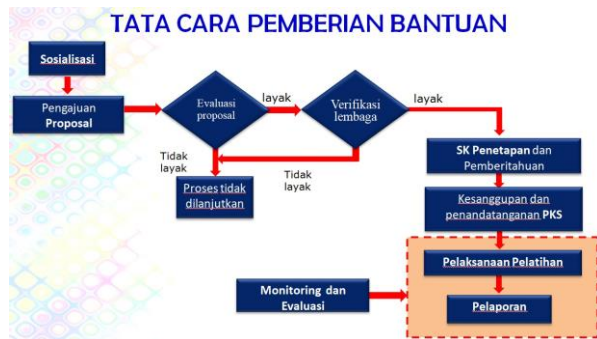 TATA CARA PEMBERIAN BANTUAN
Sosialisasi
Pengajuan
Proposal
Evaluasi
proposal
layak
Verifikasi
lembaga
layak
Tidak
layak
Tidak
layak
Proses tidak
dilanjutkan
SK Penetapan dan
Pemberitahuan
Kesanggupan dan
penandatanganan PKS
Pelaksanaan Pelatihan
Monitoring dan
Evaluasi
Pelaporan